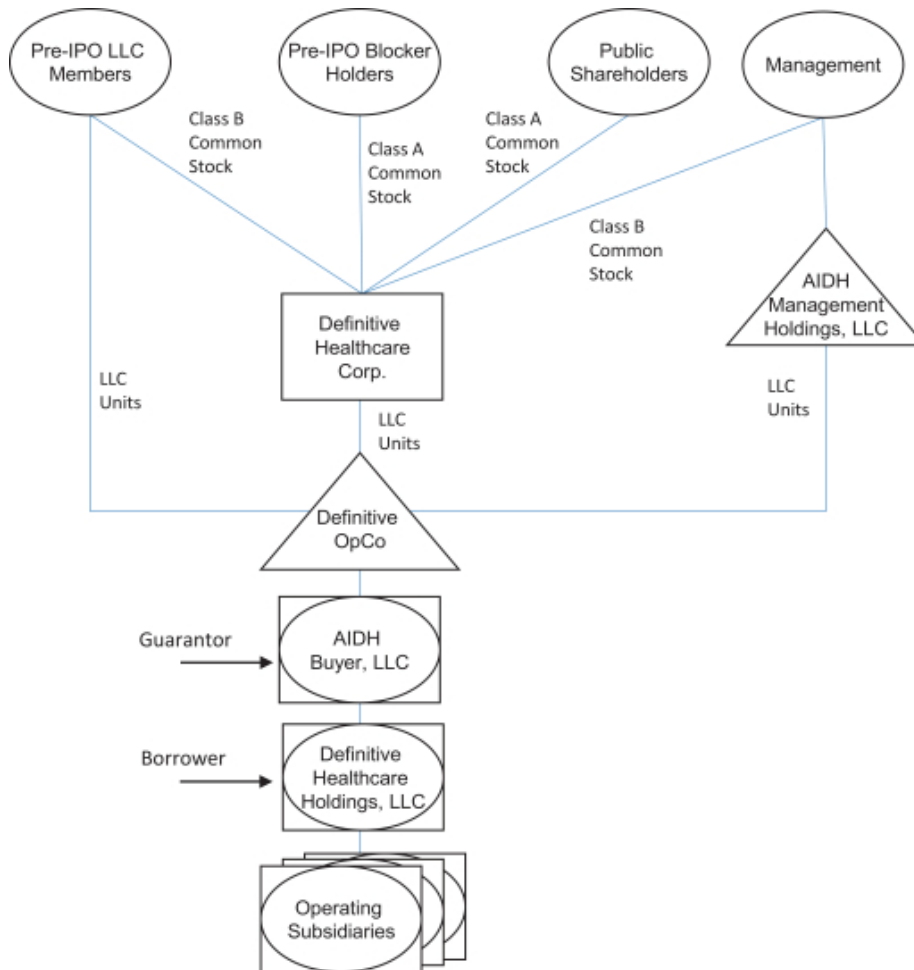 Pre-IPO LLC
Members
Pre-IPO Blocker
Holders
Public
Shareholders
Management
Class B
Common
Stock
Class A
Common
Stock
Class A
Common
Stock
Class B
Common
Stock
AIDH
Management
Holdings, LLC
Definitive
Healthcare
Corp.
LLC
Units
LLC
Units
LLC
Units
Definitive
OpCo
Guarantor
AIDH
Buyer, LLC
Borrower
Definitive
Healthcare
Holdings, LLC
Operating
Subsidiaries